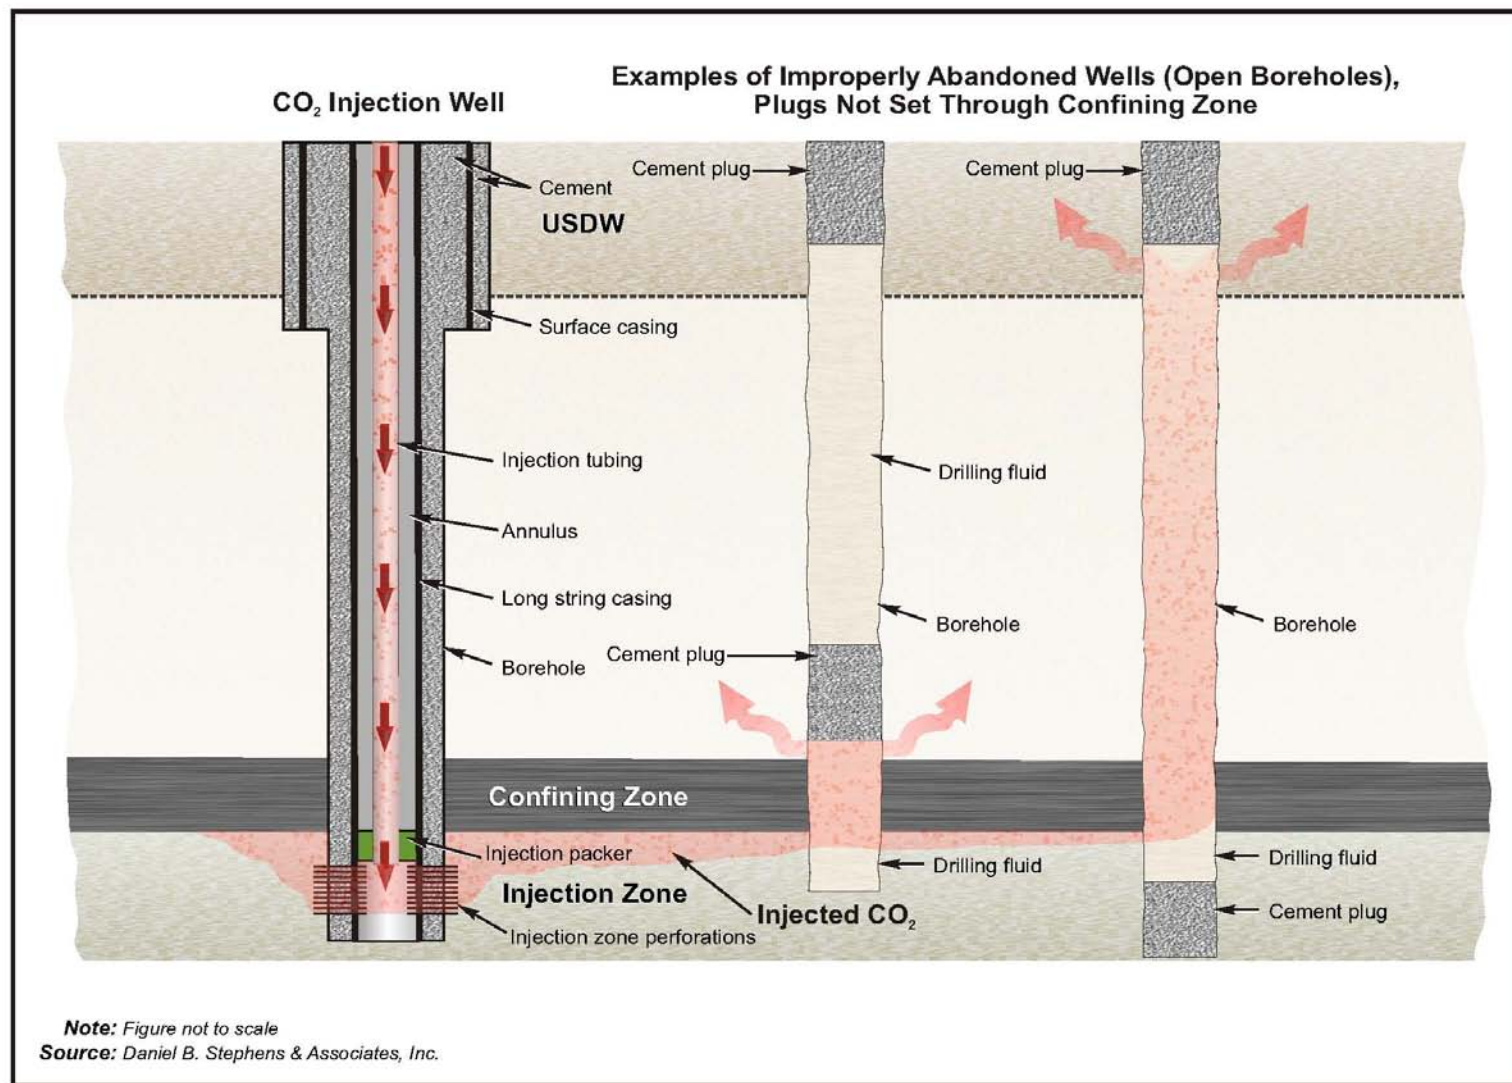 CO₂ Injection Well
Examples of Improperly Abandoned Wells (Open Boreholes),
Plugs Not Set Through Confining Zone
Cement plug
Cement plug
Cement
USDW
Surface casing
Injection tubing
Drilling fluid
Annulus
Long string casing
Borehole
Borehole
Cement plug
Borehole
Confining Zone
Injection packer
Drilling fluid
Drilling fluid
Injection Zone
Injected CO₂
Cement plug
Injection zone perforations
Note: Figure not to scale
Source: Daniel B. Stephens & Associates, Inc.